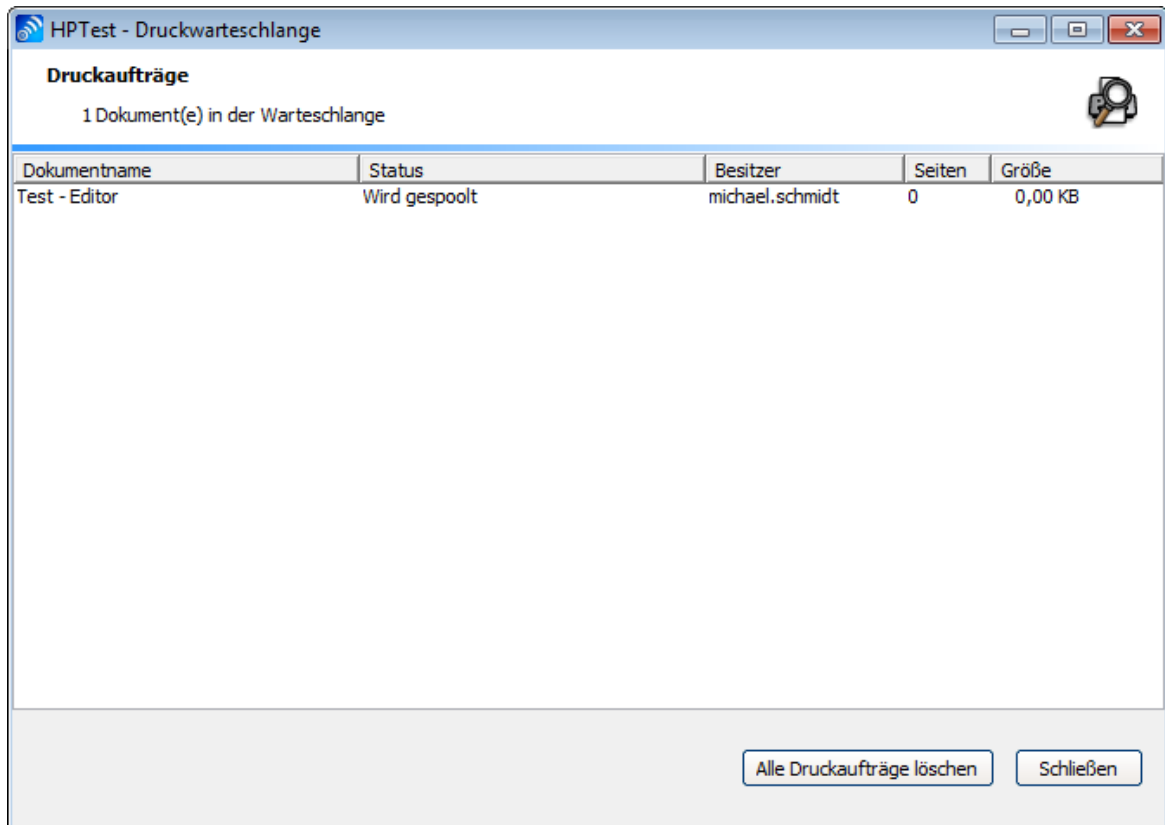 HPTest - Druckwarteschlange
Druckaufträge
1 Dokument(e) in der Warteschlange
Dokumentname Status Besitzer Seiten Größe
Test - Editor Wird gespoolt michael.schmidt 0 0,00 KB
Alle Druckaufträge löschen Schließen